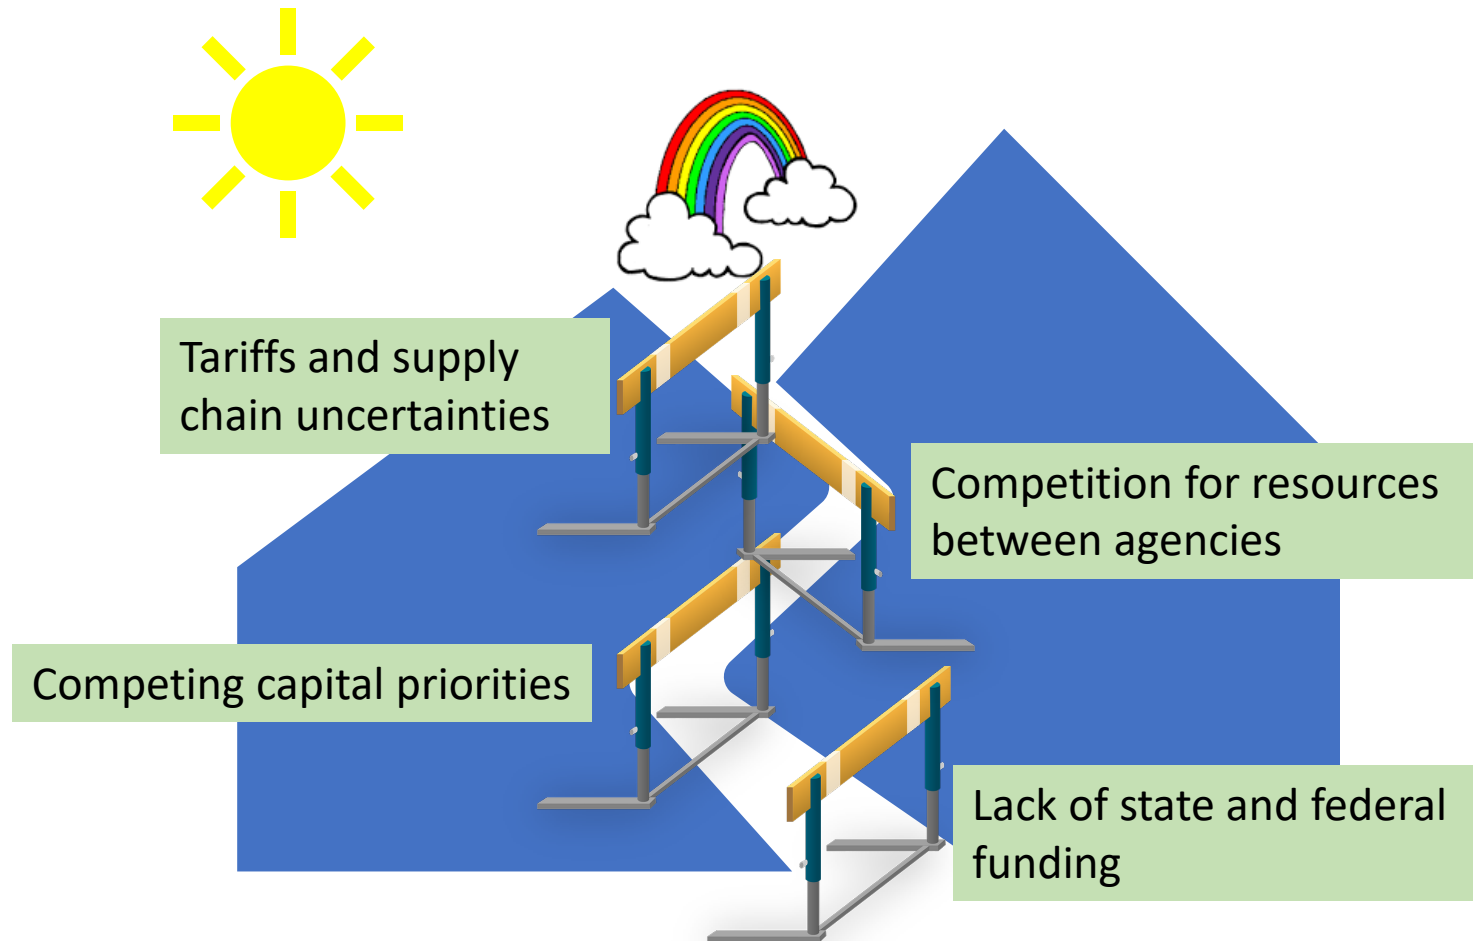 Tariffs and supply
chain uncertainties
Competition for resources
between agencies
Competing capital priorities
Lack of state and federal
funding